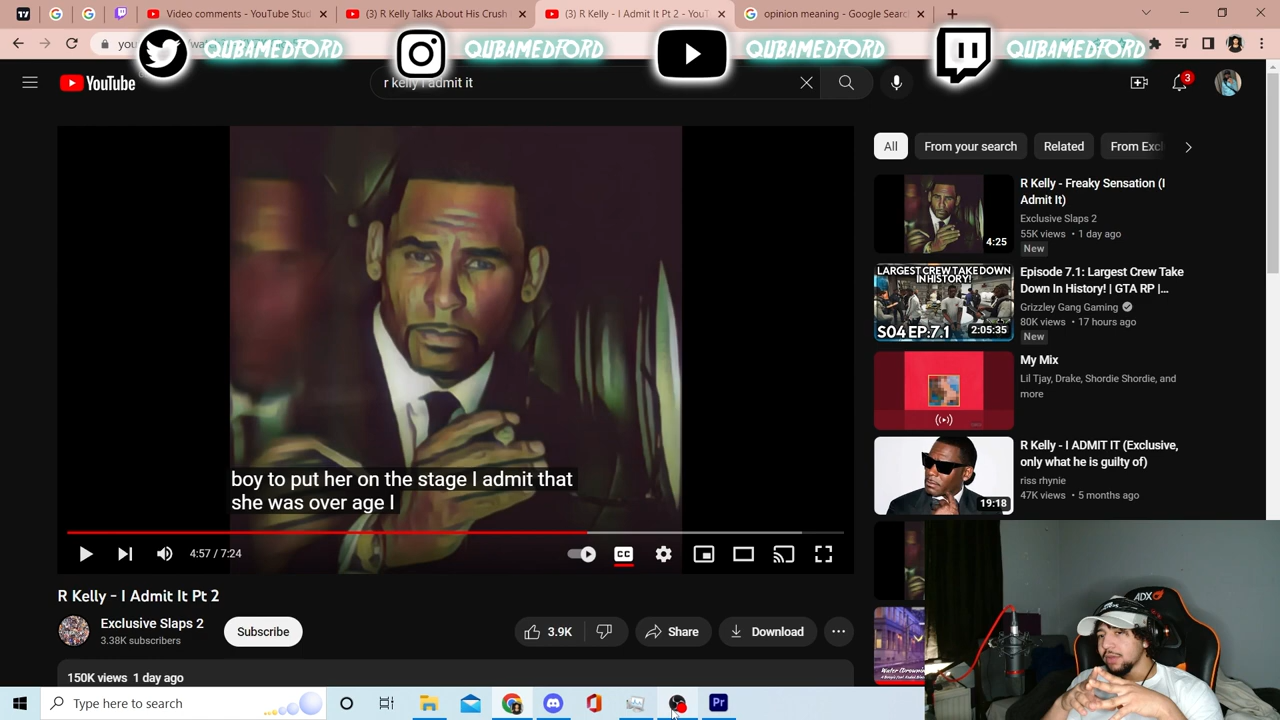 Video comments - YouTube Stud
(3) R Kelly Talks About His Crush
(3) R Kelly - I Admit It Pt 2 - YouT
opinion meaning - Google Searc
QUBAMEDFORD
QUBAMEDFORD
QUBAMEDFORD
QUBAMEDFORD
YouTube
r kelly i admit it
3
All
From your search
Related
From Excl
R Kelly - Freaky Sensation (I
Admit It)
Exclusive Slaps 2
55K views • 1 day ago
New
4:25
LARGEST CREW TAKE DOWN
IN HISTORY!
S04 EP:7.1
2:05:35
Episode 7.1: Largest Crew Take
Down In History! | GTA RP |...
Grizzley Gang Gaming
80K views • 17 hours ago
New
My Mix
Lil Tjay, Drake, Shordie Shordie, and
more
R Kelly - I ADMIT IT (Exclusive,
only what he is guilty of)
riss rhynie
47K views • 5 months ago
19:18
boy to put her on the stage I admit that
she was over age I
4:57 / 7:24
CC
R Kelly - I Admit It Pt 2
Exclusive Slaps 2
3.38K subscribers
Subscribe
3.9K
Share
Download
150K views 1 day ago
ADX
Type here to search
Pr